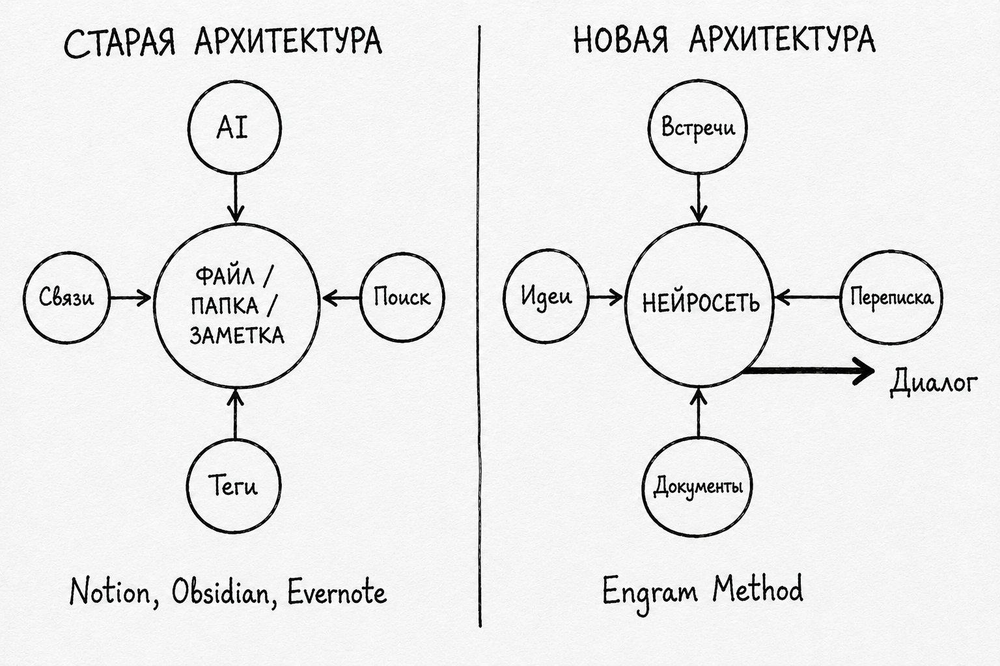 СТАРАЯ АРХИТЕКТУРА
AI
Связи
ФАЙЛ /
ПАПКА /
ЗАМЕТКА
Поиск
Теги
Notion, Obsidian, Evernote
НОВАЯ АРХИТЕКТУРА
Встречи
Идеи
НЕЙРОСЕТЬ
Переписка
Диалог
Документы
Engram Method